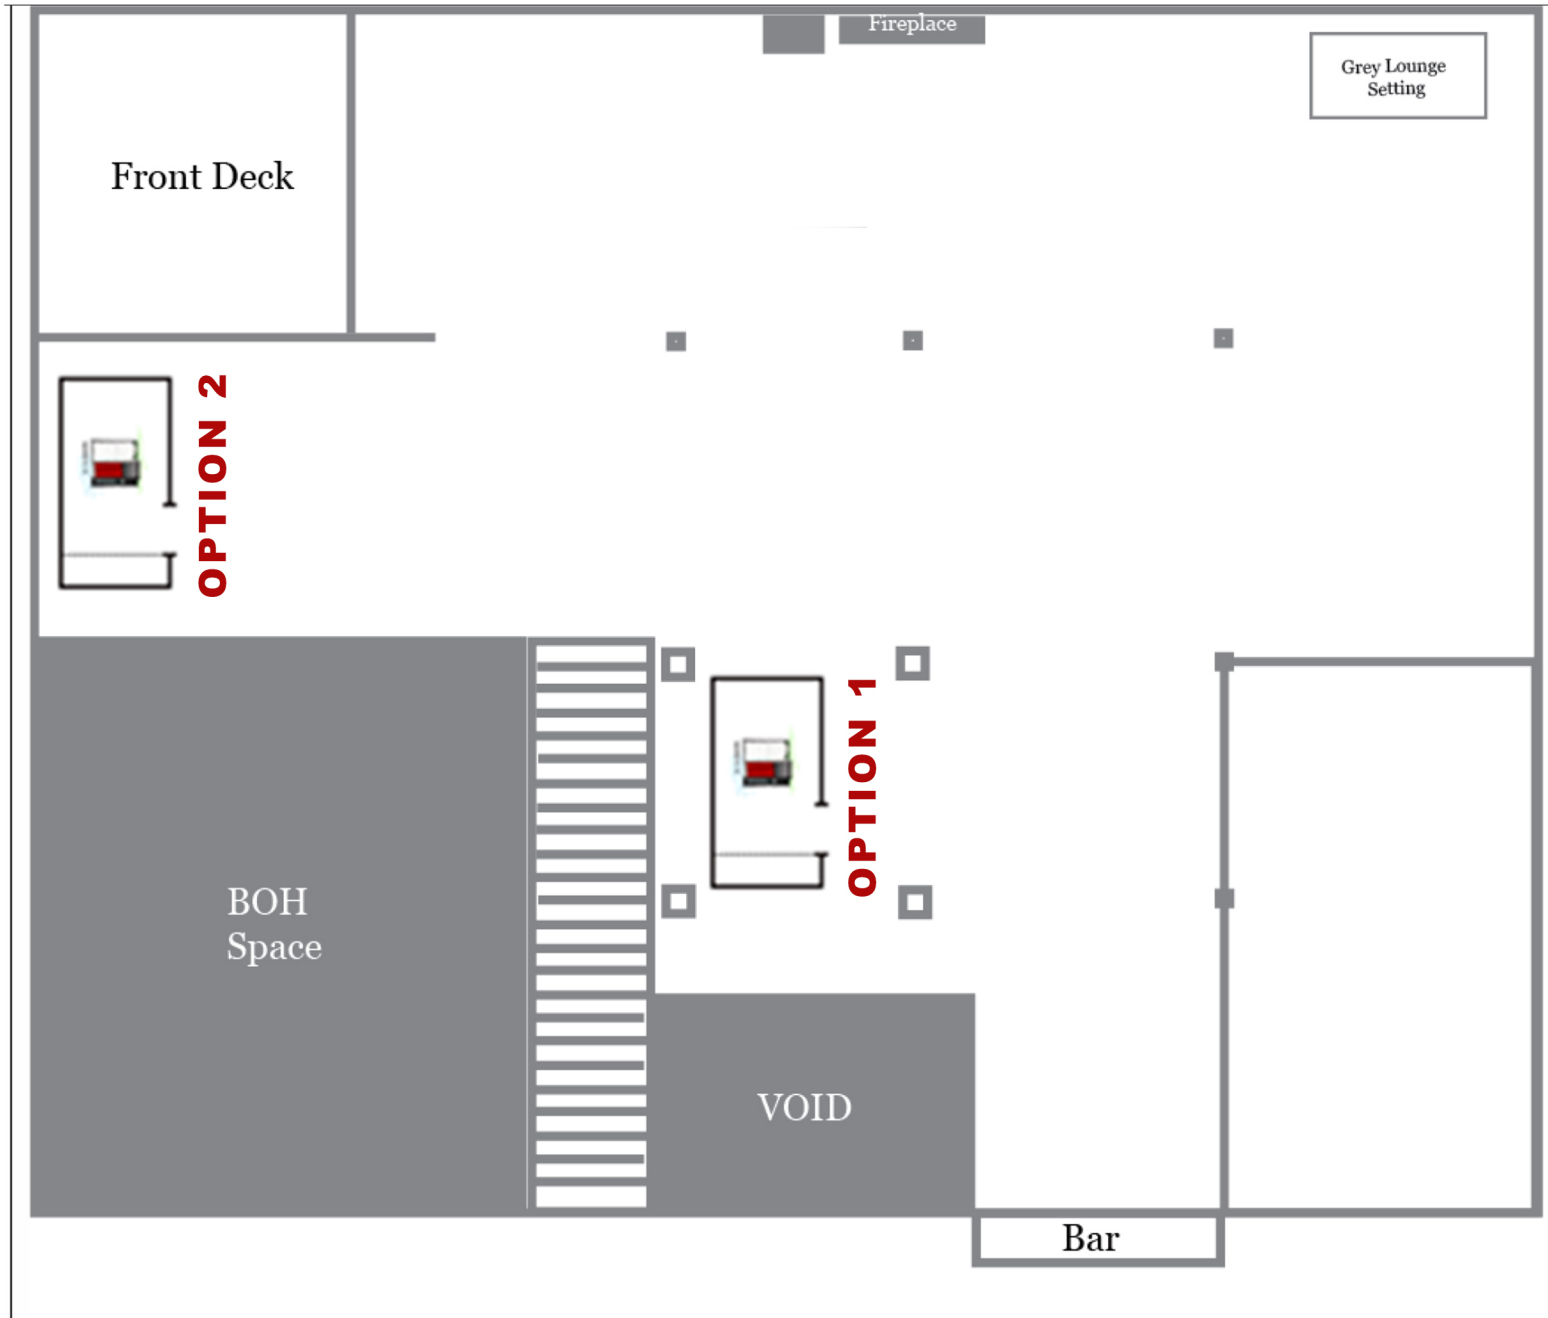 Fireplace
Grey Lounge
Setting
Front Deck
OPTION 2
OPTION 1
BOH
Space
VOID
Bar